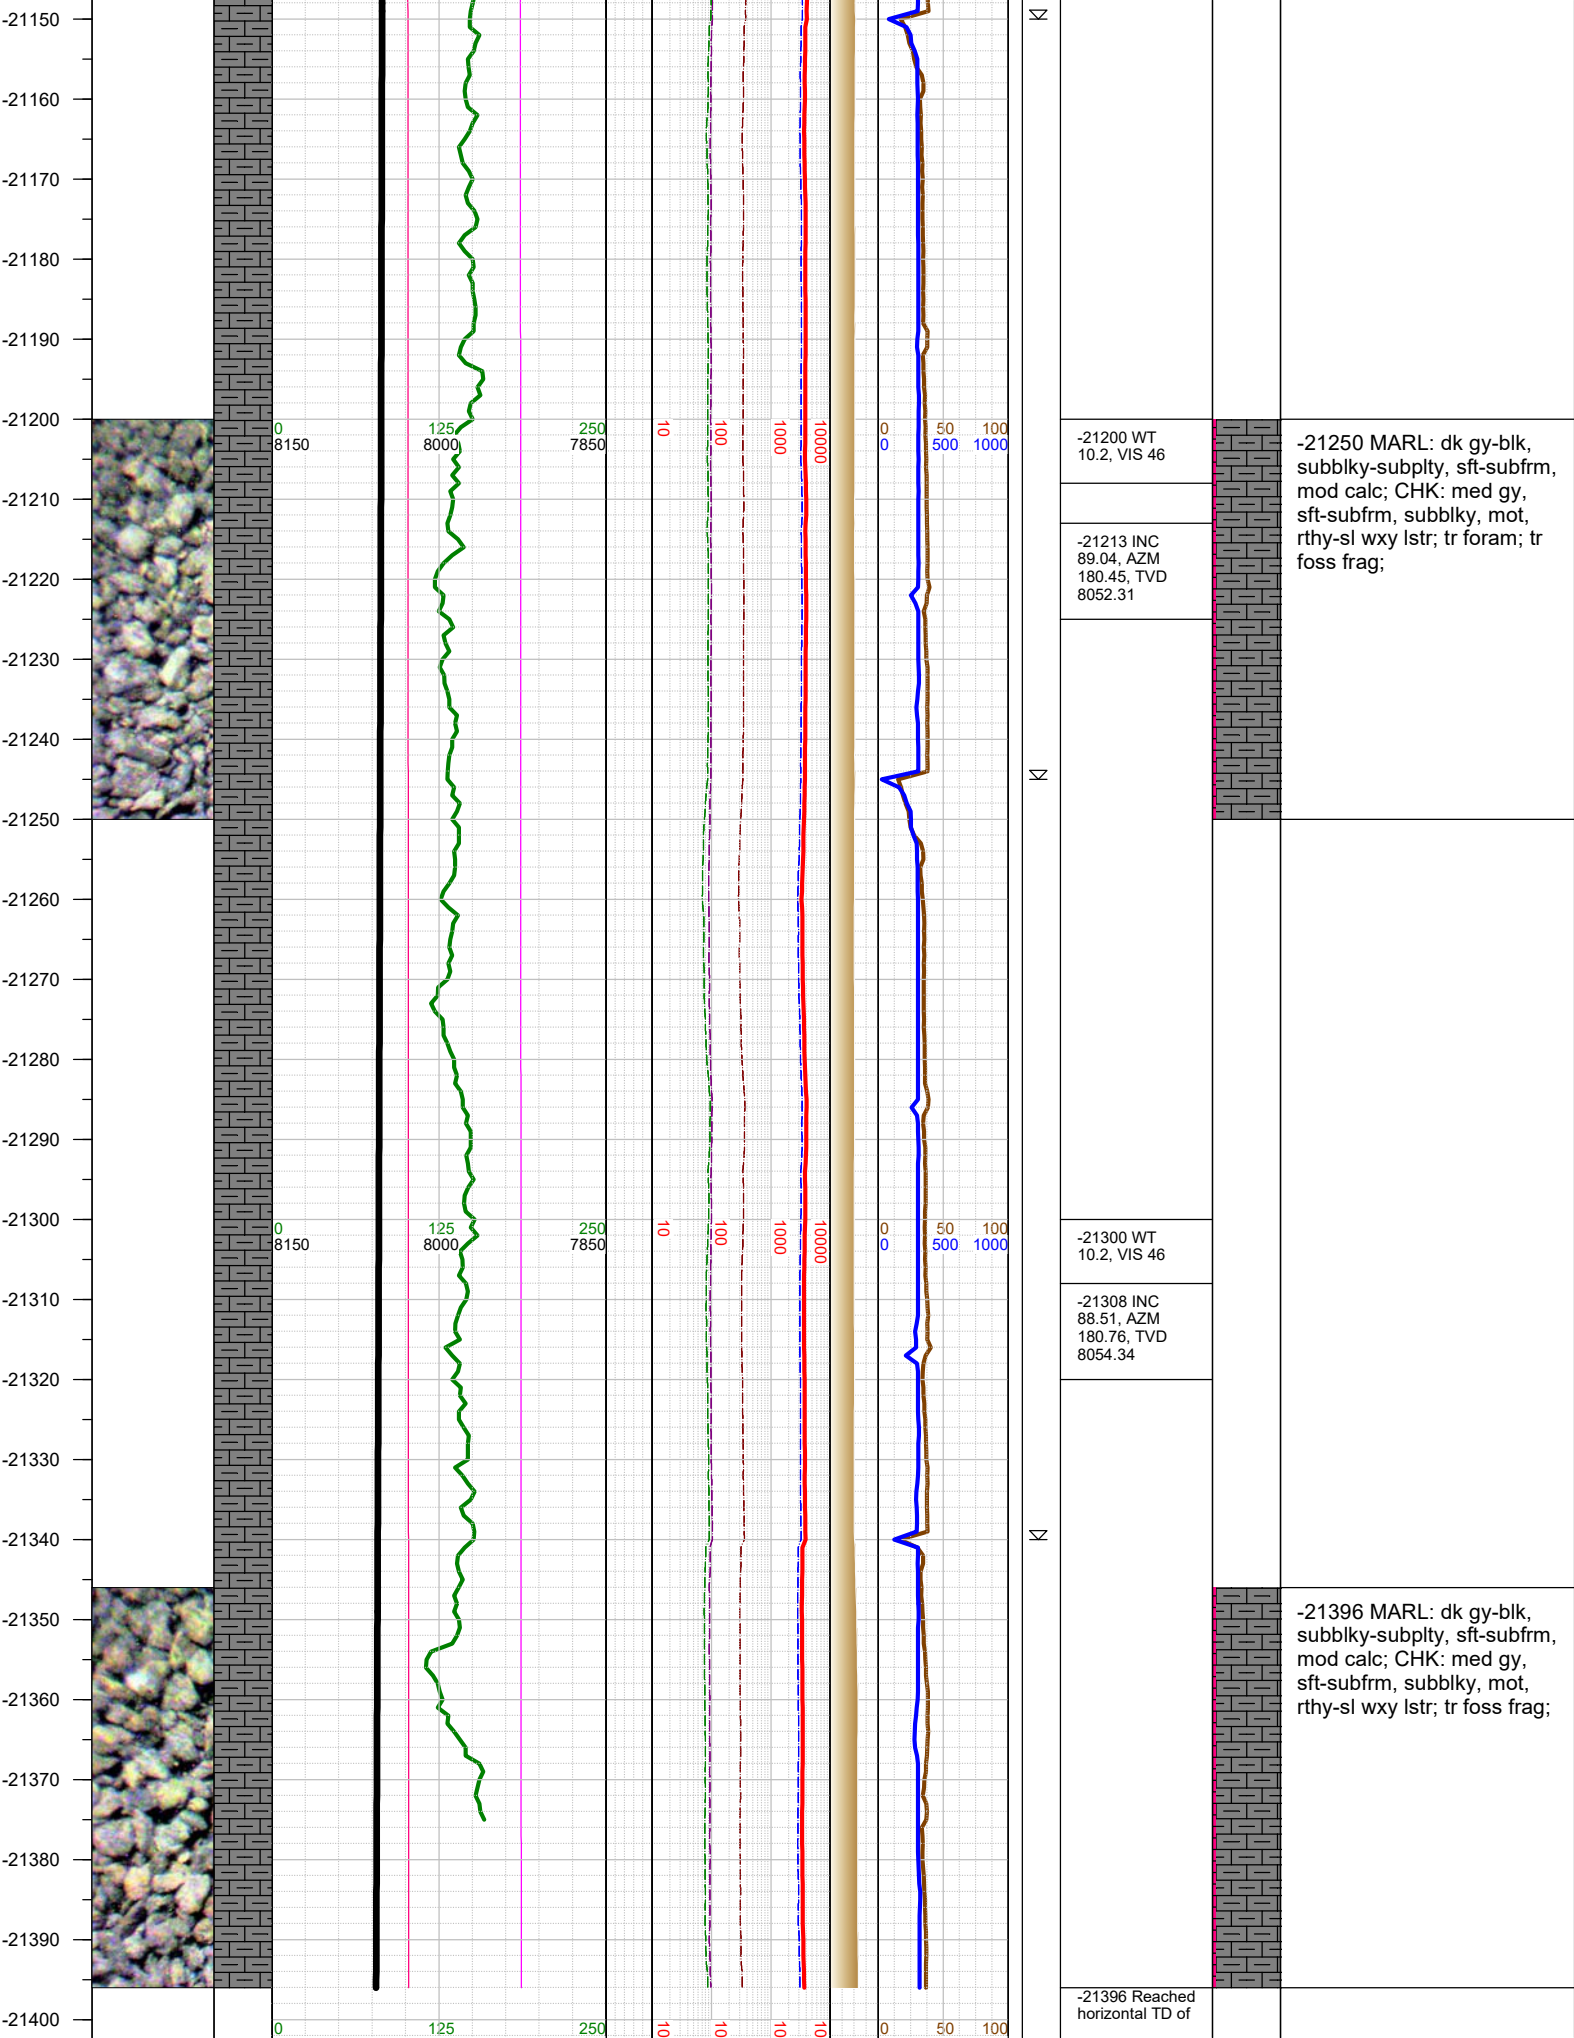 -21150
-21160
-21170
-21180
-21190
-21200
0 125 250
8150 8000 7850
10 100 1000 10000
0 50 100
0 500 1000
-21200 WT
10.2, VIS 46
-21250 MARL: dk gy-blk,
subblky-subplty, sft-subfrm,
mod calc; CHK: med gy,
sft-subfrm, subblky, mot,
rthy-sl wxy lstr; tr foram; tr
foss frag;
-21210
-21213 INC
89.04, AZM
180.45, TVD
8052.31
-21220
-21230
-21240
-21250
-21260
-21270
-21280
-21290
-21300
0 125 250
8150 8000 7850
10 100 1000 10000
0 50 100
0 500 1000
-21300 WT
10.2, VIS 46
-21310
-21308 INC
88.51, AZM
180.76, TVD
8054.34
-21320
-21330
-21340
-21350
-21396 MARL: dk gy-blk,
subblky-subplty, sft-subfrm,
mod calc; CHK: med gy,
sft-subfrm, subblky, mot,
rthy-sl wxy lstr; tr foss frag;
-21360
-21370
-21380
-21390
-21396 Reached
horizontal TD of
-21400
0 125 250
10 10 10 10
0 50 100